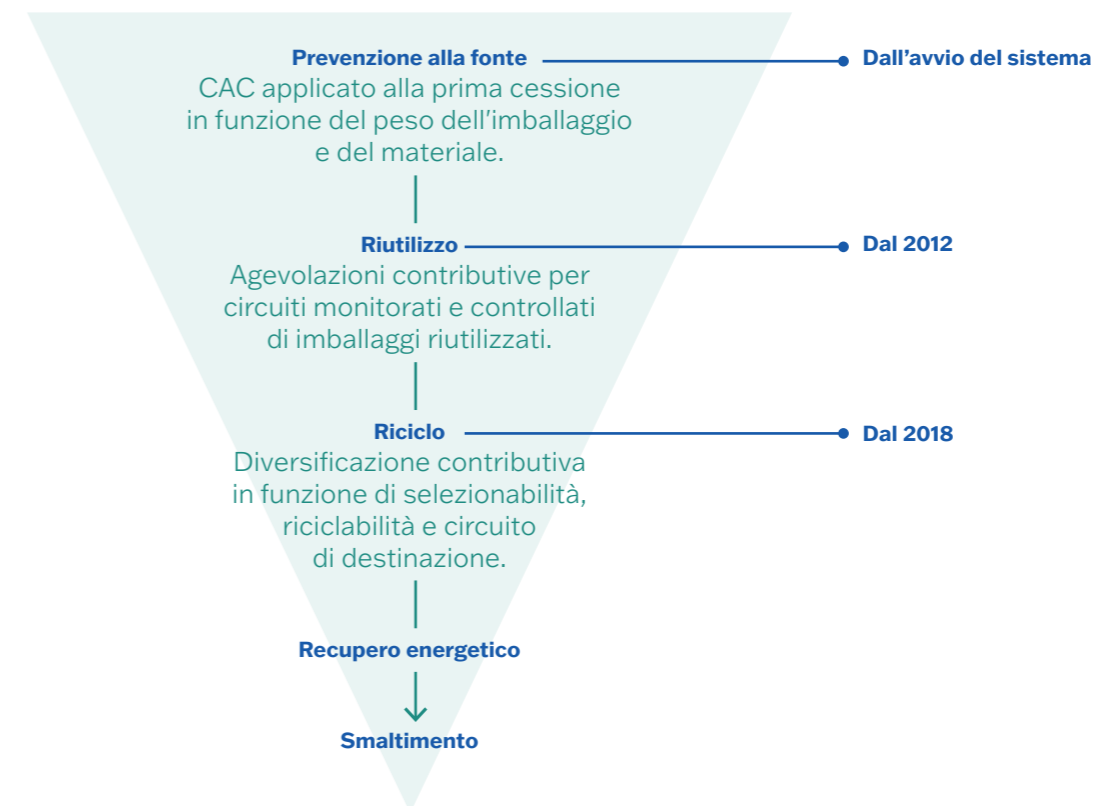 Prevenzione alla fonte
Dall’avvio del sistema
CAC applicato alla prima cessione
in funzione del peso dell’imballaggio
e del materiale.
Riutilizzo
Dal 2012
Agevolazioni contributive per
circuiti monitorati e controllati
di imballaggi riutilizzati.
Riciclo
Dal 2018
Diversificazione contributiva
in funzione di selezionabilità,
riciclabilità e circuito
di destinazione.
Recupero energetico
Smaltimento